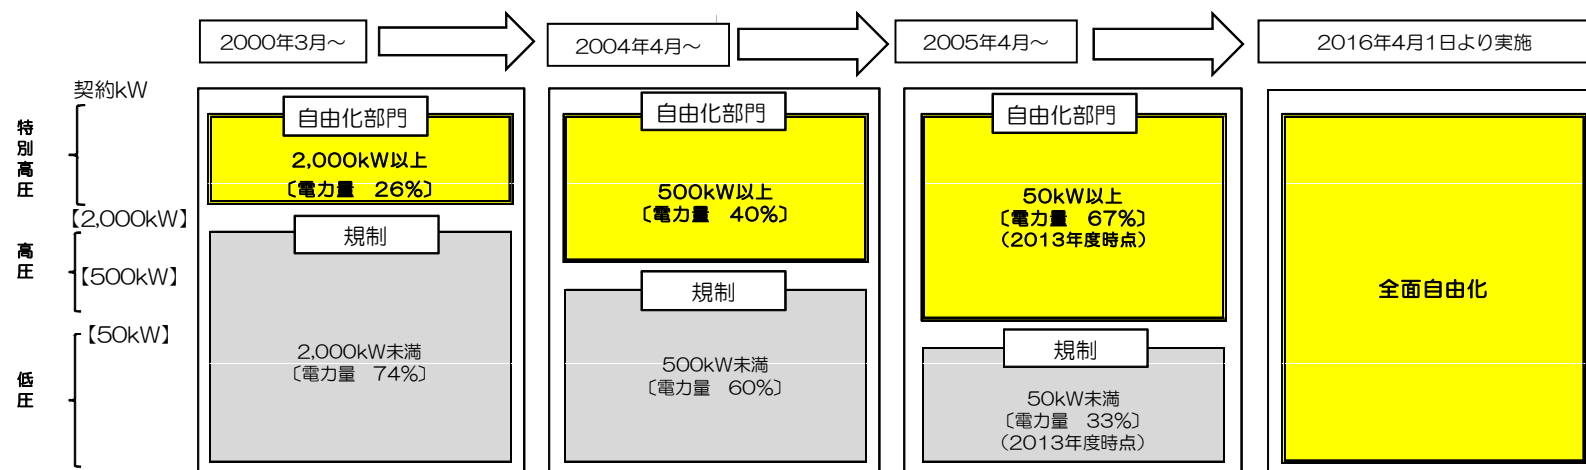 2000年3月～
2004年4月～
2005年4月～
2016年4月1日より実施
契約kW
特別高圧
【2,000kW】
高圧
【500kW】
【50kW】
低圧
自由化部門
2,000kW以上
〔電力量　26%〕
規制
2,000kW未満
〔電力量　74%〕
自由化部門
500kW以上
〔電力量　40%〕
規制
500kW未満
〔電力量　60%〕
自由化部門
50kW以上
〔電力量　67%〕
（2013年度時点）
規制
50kW未満
〔電力量　33%〕
（2013年度時点）
全面自由化